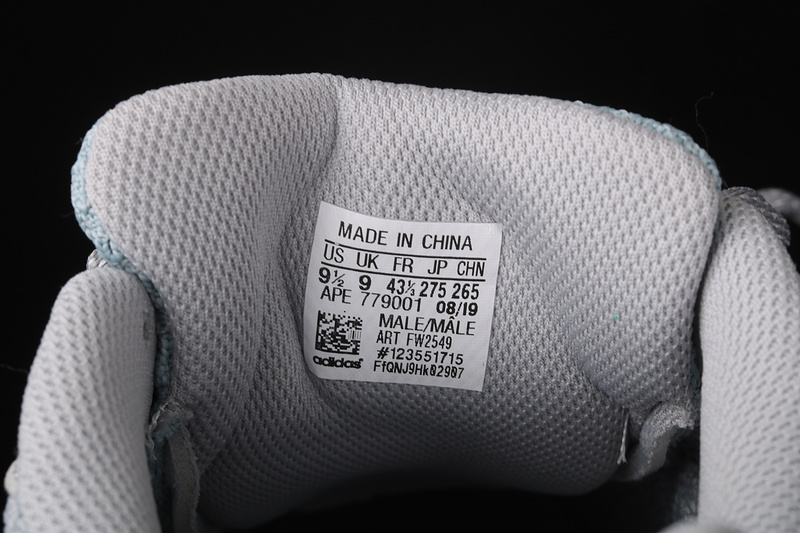 MADE IN CHINA
US UK FR JP CHN
9½ 9 43⅓ 275 265
APE 779001 08/19
MALE/MÂLE
ART FW2549
#123551715
adidas® FfQNJ9Hk02907